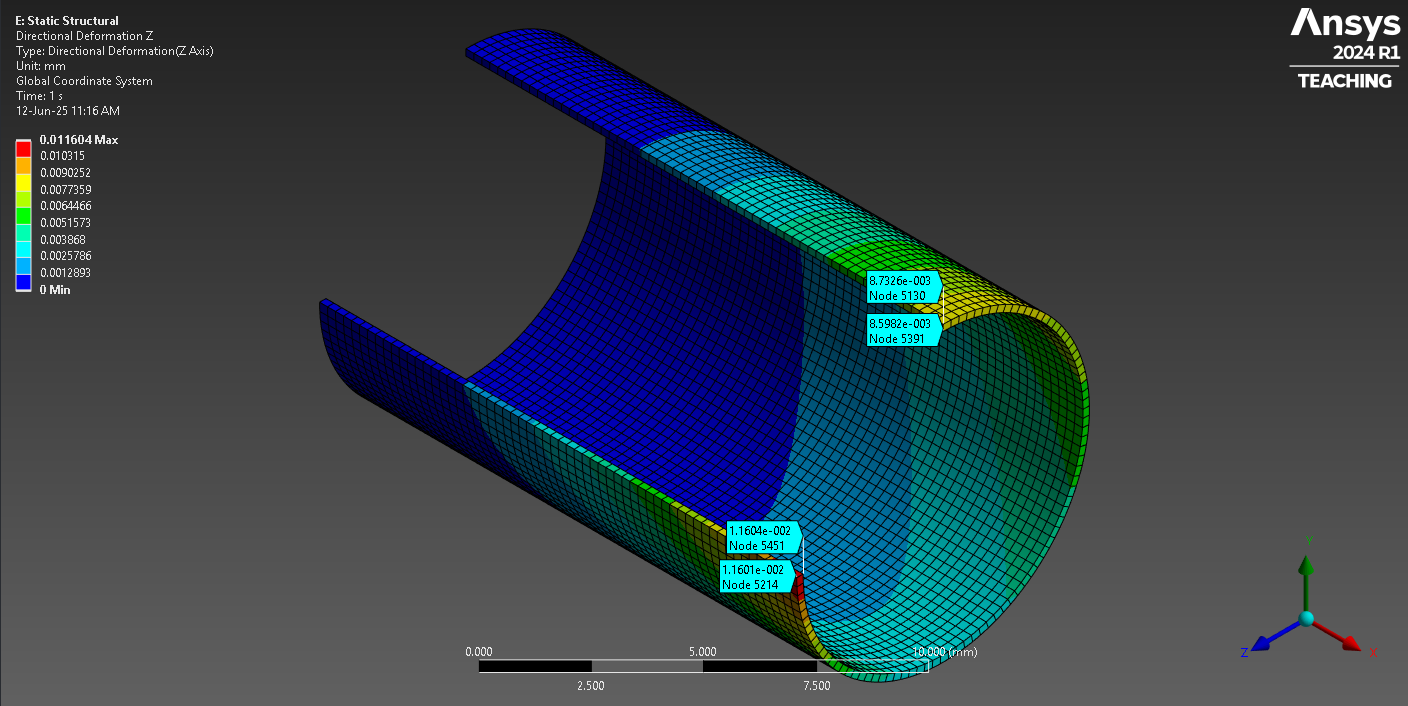 E: Static Structural
Directional Deformation Z
Type: Directional Deformation(Z Axis)
Unit: mm
Global Coordinate System
Time: 1 s
12-Jun-25 11:16 AM
0.011604 Max
0.010315
0.0090252
0.0077359
0.0064466
0.0051573
0.003868
0.0025786
0.0012893
0 Min
Ansys
2024 R1
TEACHING
8.7326e-003
Node 5130
8.5982e-003
Node 5391
1.1604e-002
Node 5451
1.1601e-002
Node 5214
0.000 5.000 10.000 (mm)
2.500 7.500
Y
Z X